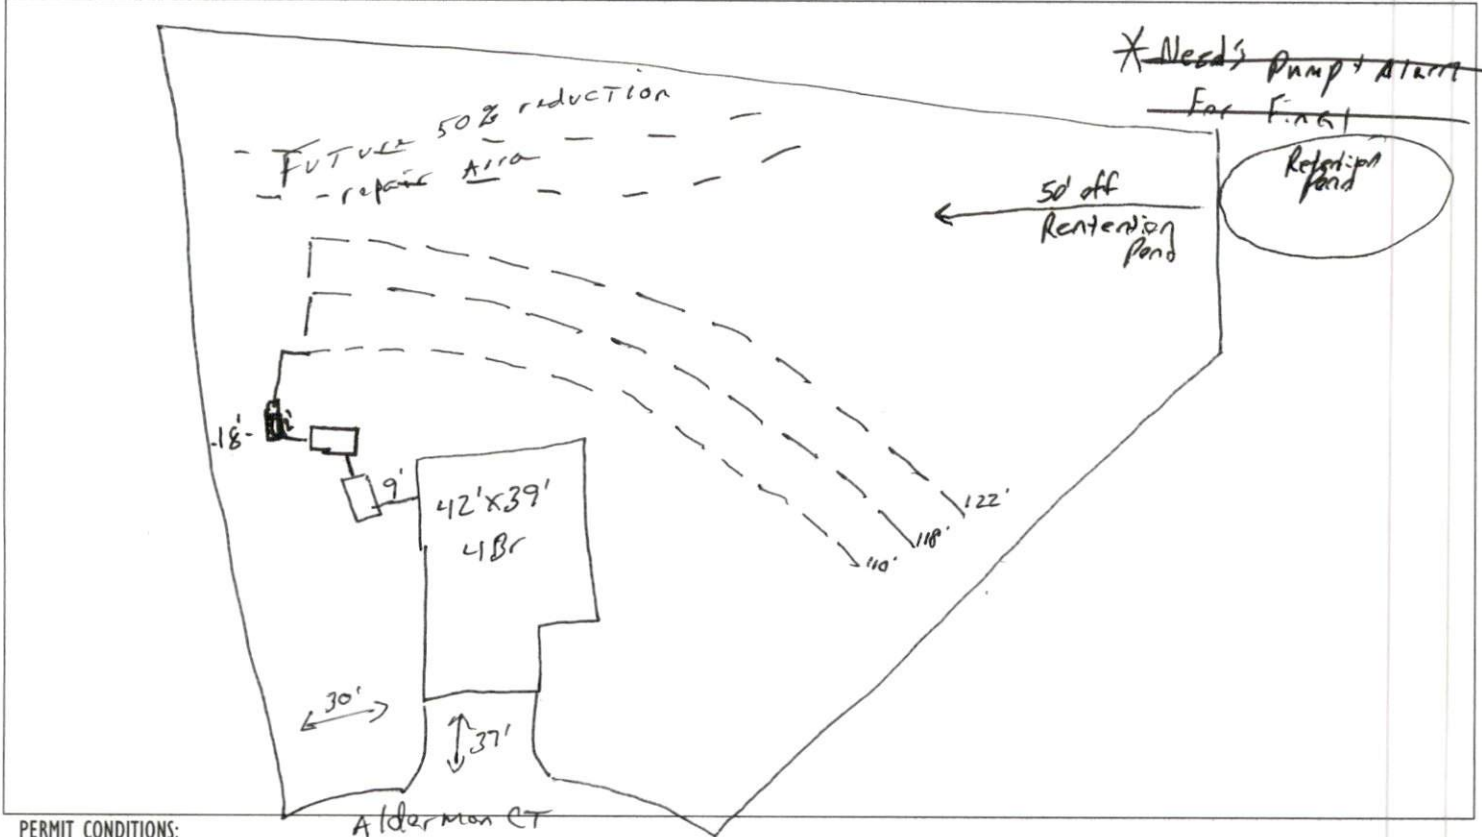 * Need's Pump & Alarm
For Final
Retention
Pond
Future 50% reduction
repair Area
50' off
Rentention
Pond
-18'-
9'
42'x39'
4Br
122'
118'
110'
30'
37'
Alderman CT
PERMIT CONDITIONS: